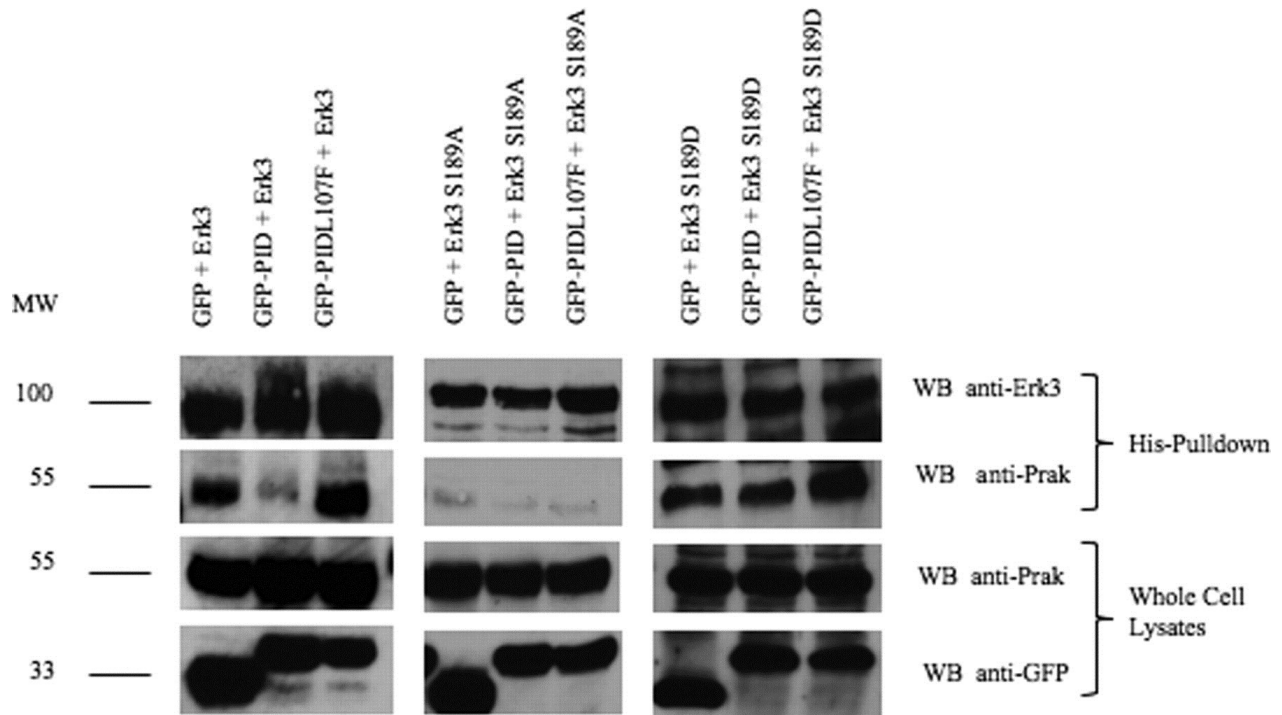 GFP + Erk3
GFP-PID + Erk3
GFP-PIDL107F + Erk3
GFP + Erk3 S189A
GFP-PID + Erk3 S189A
GFP-PIDL107F + Erk3 S189A
GFP + Erk3 S189D
GFP-PID + Erk3 S189D
GFP-PIDL107F + Erk3 S189D
MW
100
WB anti-Erk3
His-Pulldown
55
WB anti-Prak
55
WB anti-Prak
Whole Cell
Lysates
33
WB anti-GFP